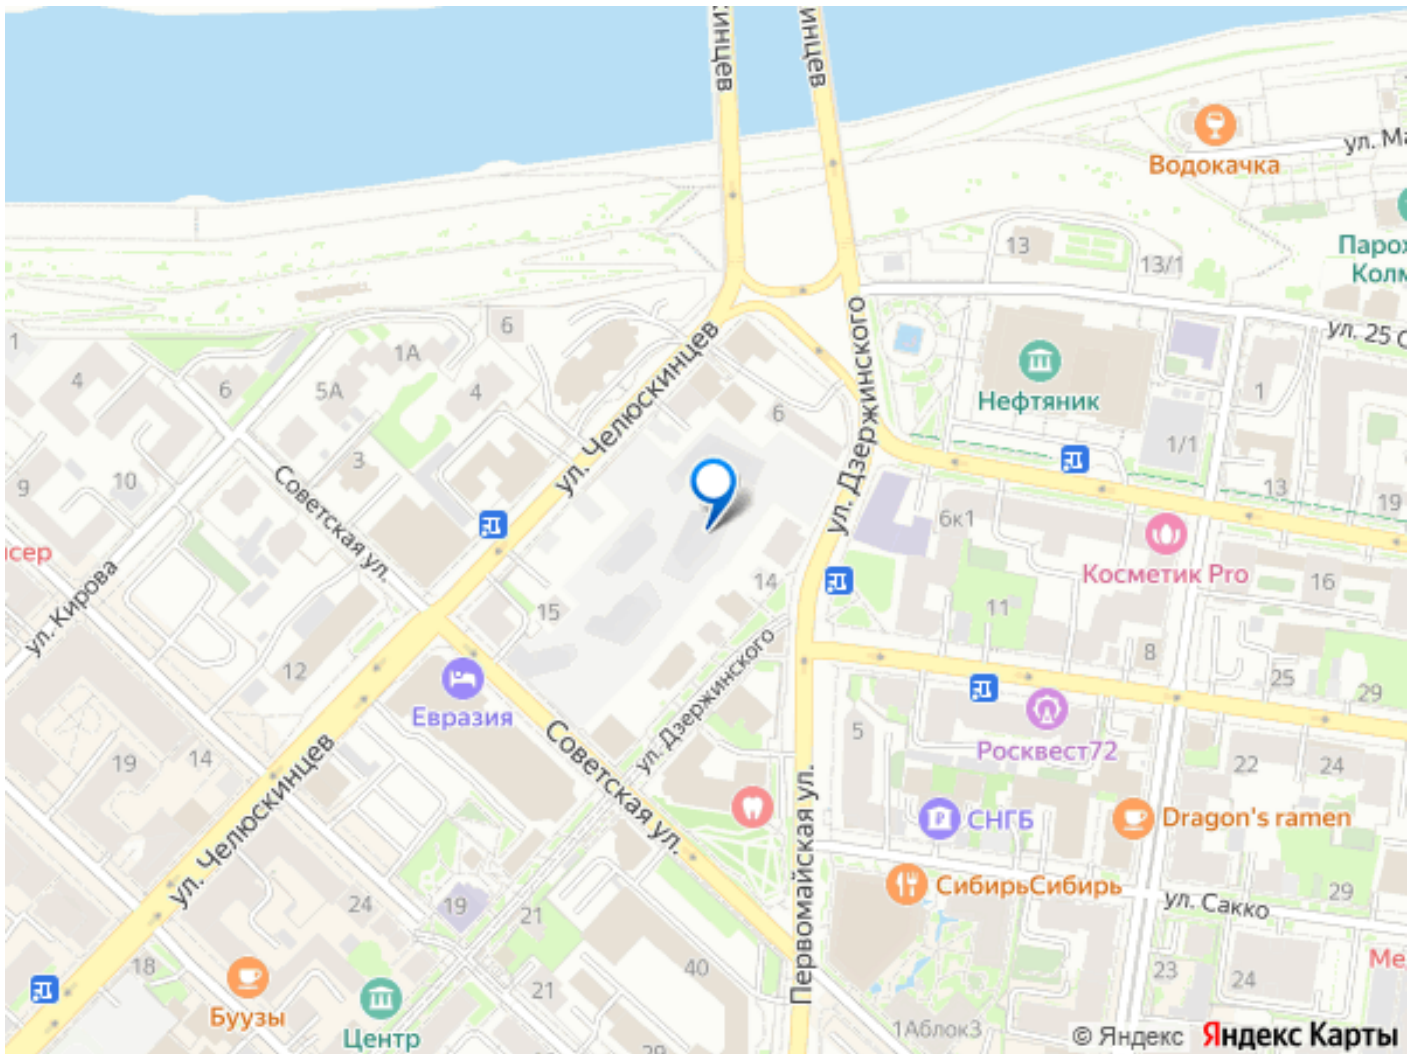 кинцев
инцев
Водокачка
ул. Ма
13
13/1
Парох
Колм
ул. 25 С
6
1
1А
4
6
5А
4
ул. Челюскинцев
ул. Дзержинского
Нефтяник
1
6
1/1
3
9
10
13
19
Советская ул.
6к1
сер
Косметик Pro
ул. Кирова
14
16
15
11
12
8
25
29
Евразия
ул. Дзержинского
Росквест72
5
19
14
22
24
Советская ул.
ул. Челюскинцев
Первомайская ул.
СНГБ
Dragon's ramen
СибирьСибирь
29
ул. Сакко
24
19
21
18
40
23
24
Ме
Буузы
21
Центр
29
1Аблок3
© Яндекс Яндекс Карты